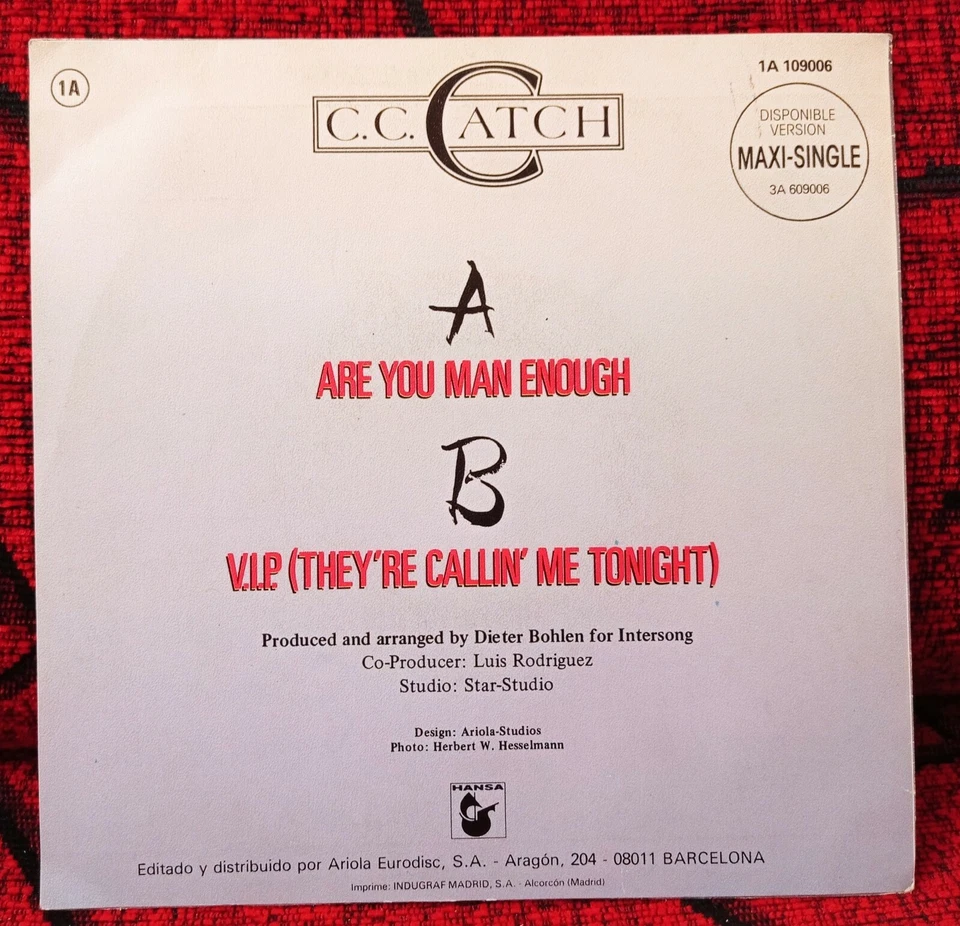 1A
C.C. CATCH
1A 109006
DISPONIBLE
VERSION
MAXI-SINGLE
3A 609006
A
ARE YOU MAN ENOUGH
B
V.I.P. (THEY'RE CALLIN' ME TONIGHT)
Produced and arranged by Dieter Bohlen for Intersong
Co-Producer: Luis Rodriguez
Studio: Star-Studio
Design: Ariola-Studios
Photo: Herbert W. Hesselmann
HANSA
Editado y distribuido por Ariola Eurodisc, S.A. - Aragón, 204 - 08011 BARCELONA
Imprime: INDUGRAF MADRID, S.A. - Alcorcón (Madrid)